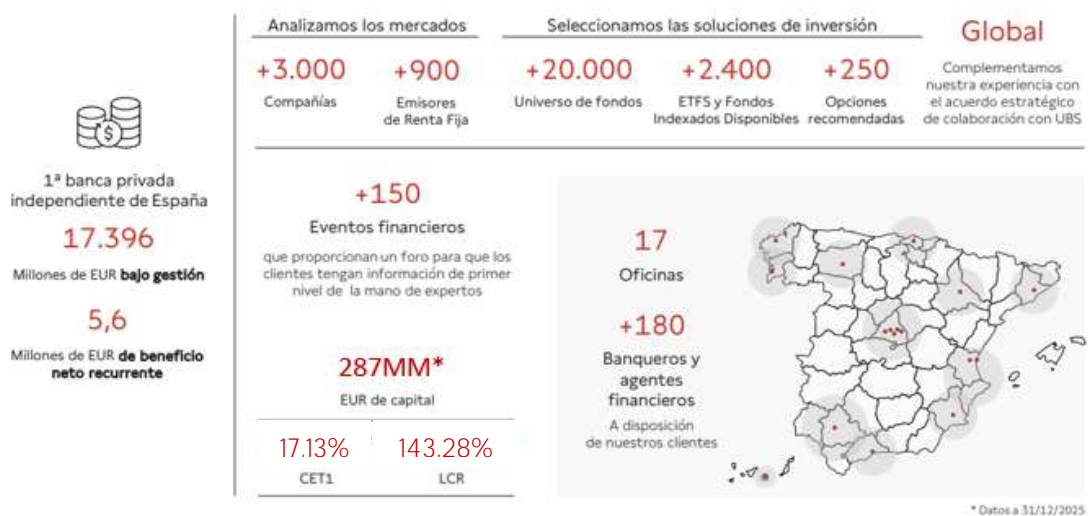 1ª banca privada
independiente de España
17.396
Millones de EUR bajo gestión
5,6
Millones de EUR de beneficio
neto recurrente
Analizamos los mercados
+3.000
Compañías
+900
Emisores
de Renta Fija
Seleccionamos las soluciones de inversión
+20.000
Universo de fondos
+2.400
ETFS y Fondos
Indexados Disponibles
+250
Opciones
recomendadas
Global
Complementamos
nuestra experiencia con
el acuerdo estratégico
de colaboración con UBS
+150
Eventos financieros
que proporcionan un foro para que los
clientes tengan información de primer
nivel de la mano de expertos
287MM*
EUR de capital
17.13%
CET1
143.28%
LCR
17
Oficinas
+180
Banqueros y
agentes
financieros
A disposición
de nuestros clientes
* Datos a 31/12/2025